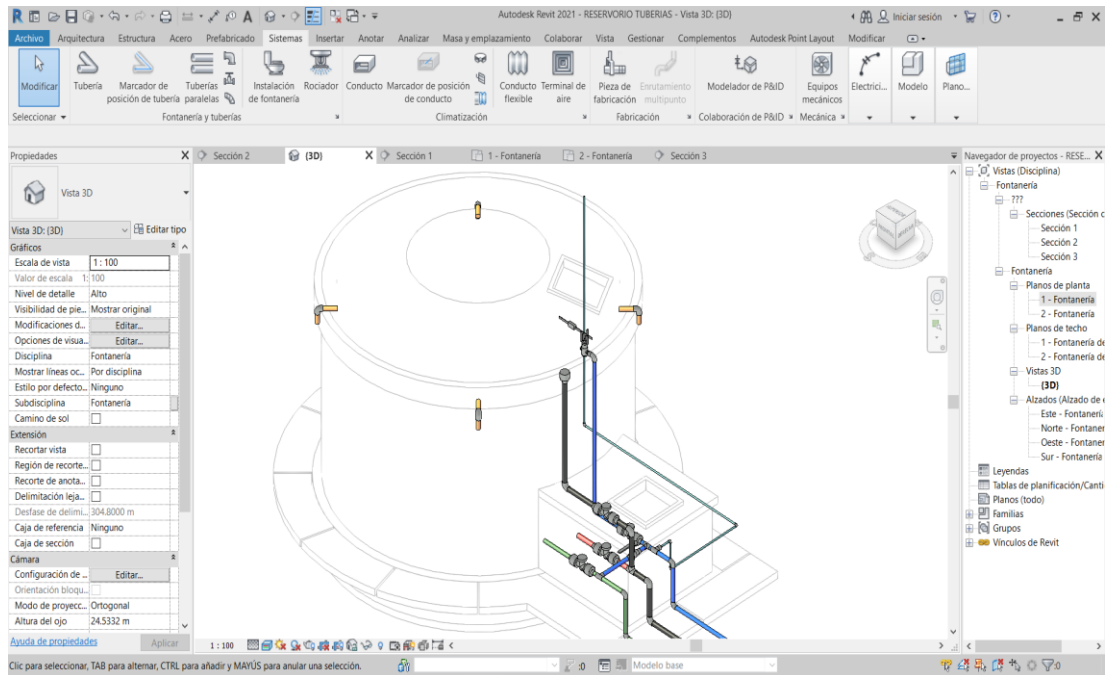 Autodesk Revit 2021 - RESERVORIO TUBERIAS - Vista 3D: {3D}
Iniciar sesión
Archivo Arquitectura Estructura Acero Prefabricado Sistemas Insertar Anotar Analizar Masa y emplazamiento Colaborar Vista Gestionar Complementos Autodesk Point Layout Modificar
Modificar
Tubería
Marcador de
posición de tubería
Tuberías
paralelas
Instalación
de fontanería
Rociador
Conducto
Marcador de posición
de conducto
Conducto
flexible
Terminal de
aire
Pieza de
fabricación
Enrutamiento
multipunto
Modelador de P&ID
Equipos
mecánicos
Electrici...
Modelo
Plano...
Seleccionar
Fontanería y tuberías
Climatización
Fabricación
Colaboración de P&ID
Mecánica
Propiedades X
Sección 2
{3D} X
Sección 1
1 - Fontanería
2 - Fontanería
Sección 3
Navegador de proyectos - RESE... X
Vista 3D
Vista 3D: {3D}
Editar tipo
Gráficos
Escala de vista 1 : 100
Valor de escala 1: 100
Nivel de detalle Alto
Visibilidad de pie... Mostrar original
Modificaciones d... Editar...
Opciones de visua... Editar...
Disciplina Fontanería
Mostrar líneas oc... Por disciplina
Estilo por defecto... Ninguno
Subdisciplina Fontanería
Camino de sol
Extensión
Recortar vista
Región de recorte...
Recorte de anota...
Delimitación leja...
Desfase de delimi... 304.8000 m
Caja de referencia Ninguno
Caja de sección
Cámara
Configuración de ... Editar...
Orientación bloqu...
Modo de proyecc... Ortogonal
Altura del ojo 24.5332 m
Ayuda de propiedades
Aplicar
Vistas (Disciplina)
Fontanería
???
Secciones (Sección c
Sección 1
Sección 2
Sección 3
Fontanería
Planos de planta
1 - Fontanería
2 - Fontanería
Planos de techo
1 - Fontanería de
2 - Fontanería de
Vistas 3D
{3D}
Alzados (Alzado de e
Este - Fontanerí
Norte - Fontaner
Oeste - Fontaner
Sur - Fontanería
Leyendas
Tablas de planificación/Canti
Planos (todo)
Familias
Grupos
Vínculos de Revit
1 : 100
Clic para seleccionar, TAB para alternar, CTRL para añadir y MAYÚS para anular una selección.
:0
Modelo base
:0